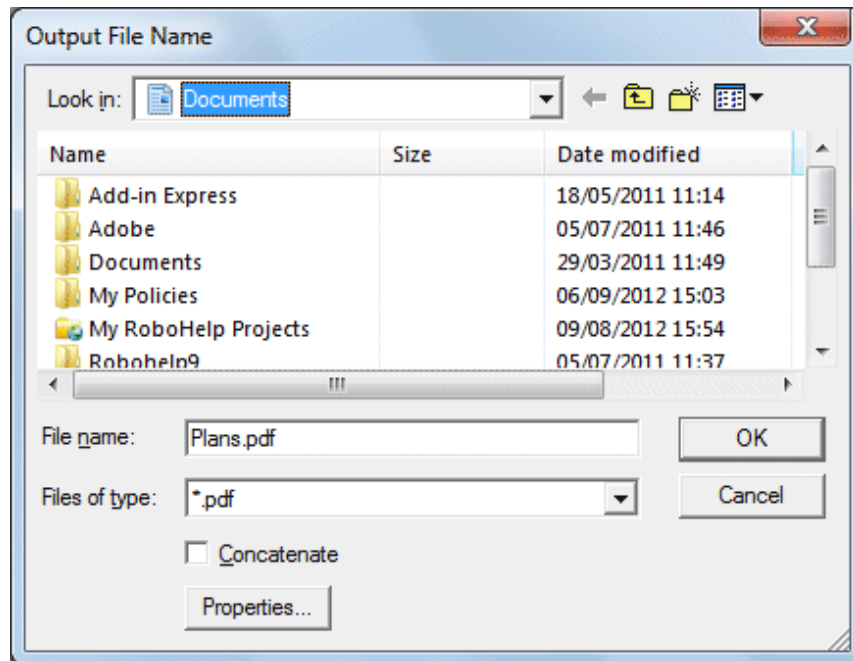 Output File Name
Look in: Documents
Name Size Date modified
Add-in Express 18/05/2011 11:14
Adobe 05/07/2011 11:46
Documents 29/03/2011 11:49
My Policies 06/09/2012 15:03
My RoboHelp Projects 09/08/2012 15:54
Robohelp9 05/07/2011 11:37
File name: Plans.pdf OK
Files of type: *.pdf Cancel
Concatenate
Properties...